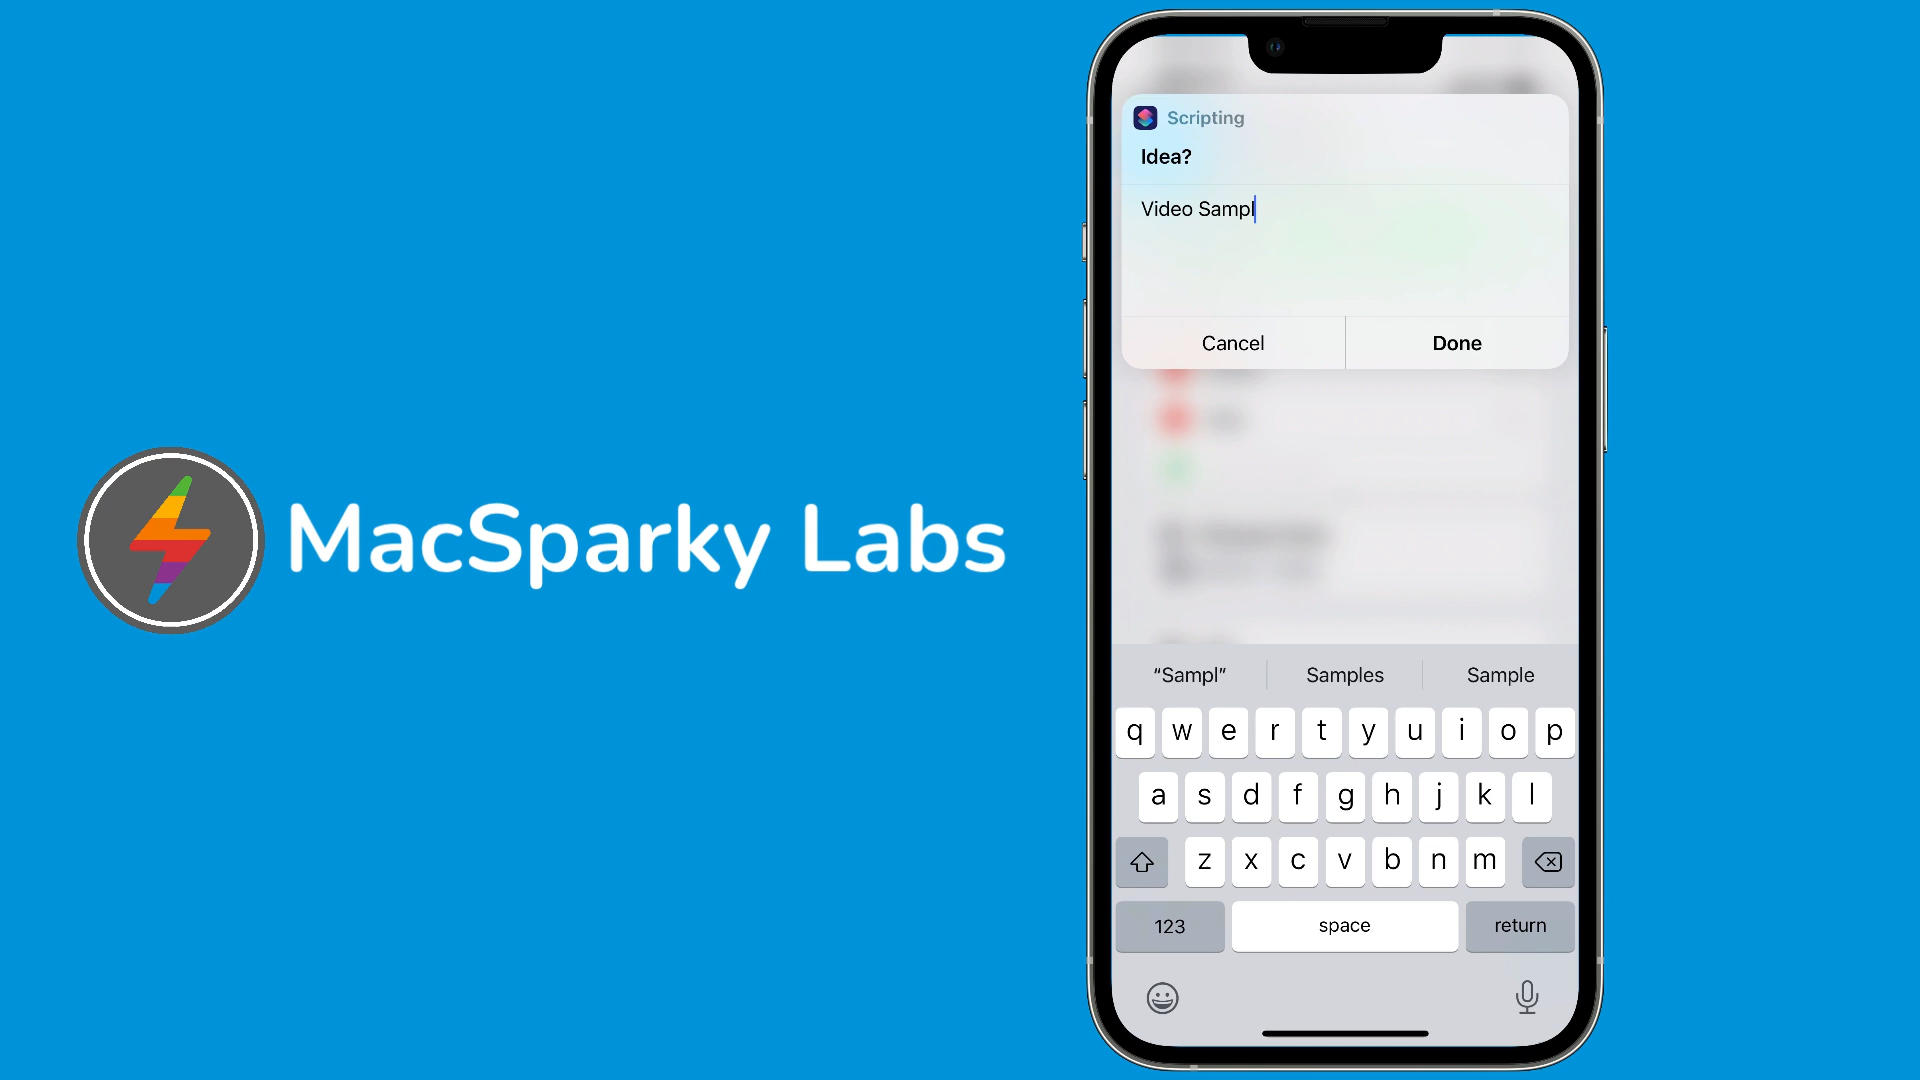 MacSparky Labs
Scripting
Idea?
Video Sampl
Cancel
Done
“Sampl”
Samples
Sample
q w e r t y u i o p
a s d f g h j k l
z x c v b n m
123
space
return